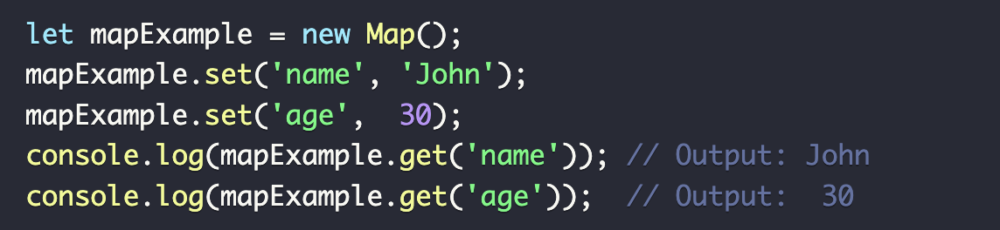 let mapExample = new Map();
mapExample.set('name', 'John');
mapExample.set('age',  30);
console.log(mapExample.get('name')); // Output: John
console.log(mapExample.get('age'));  // Output:  30